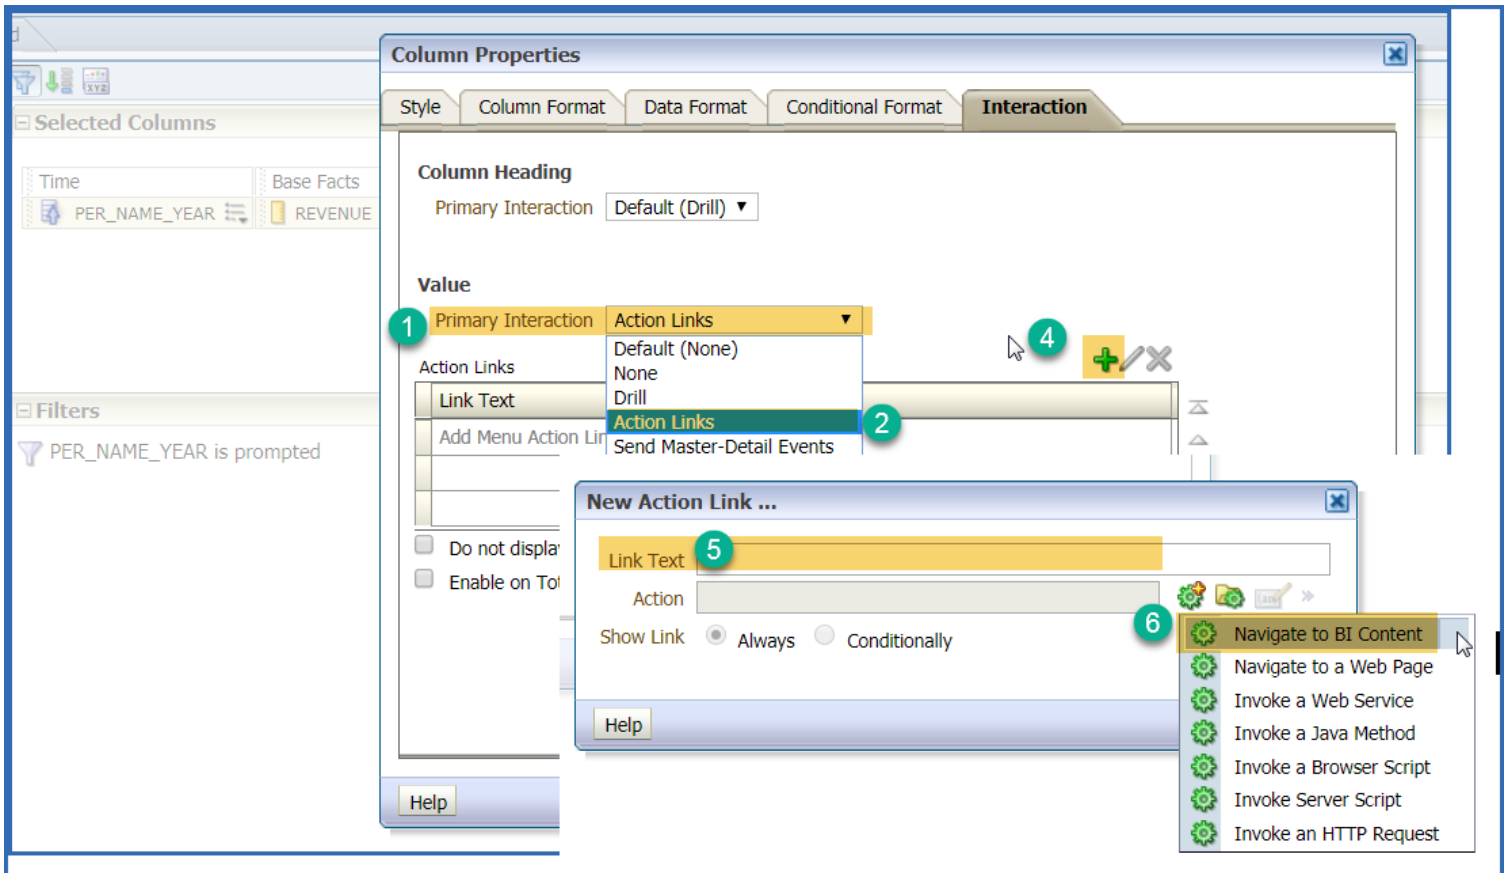 d
Column Properties
Style Column Format Data Format Conditional Format Interaction
XYZ
Selected Columns
Time Base Facts
PER_NAME_YEAR REVENUE
Column Heading
Primary Interaction Default (Drill)
Value
1 Primary Interaction Action Links
Default (None)
None
Drill
Action Links 2
Send Master-Detail Events
4
Action Links
Link Text
Add Menu Action Lin
Filters
PER_NAME_YEAR is prompted
Do not displa
Enable on Tot
Help
New Action Link ...
Link Text 5
Action
Show Link Always Conditionally
Help
6 Navigate to BI Content
Navigate to a Web Page
Invoke a Web Service
Invoke a Java Method
Invoke a Browser Script
Invoke Server Script
Invoke an HTTP Request